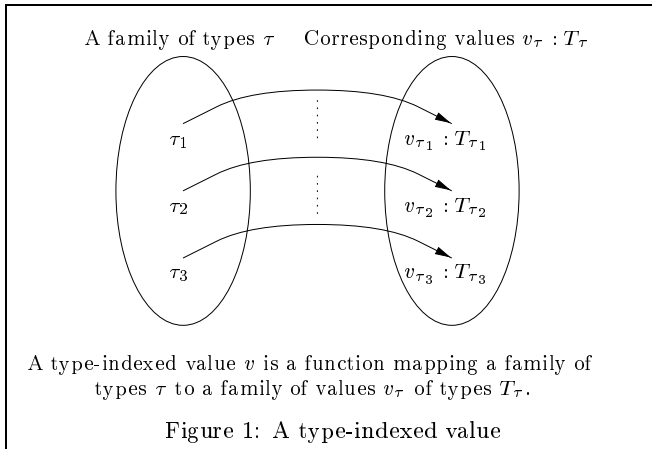 A family of types τ    Corresponding values v_τ : T_τ
τ₁    v_τ₁ : T_τ₁
τ₂    v_τ₂ : T_τ₂
τ₃    v_τ₃ : T_τ₃
A type-indexed value v is a function mapping a family of
types τ to a family of values v_τ of types T_τ.
Figure 1: A type-indexed value